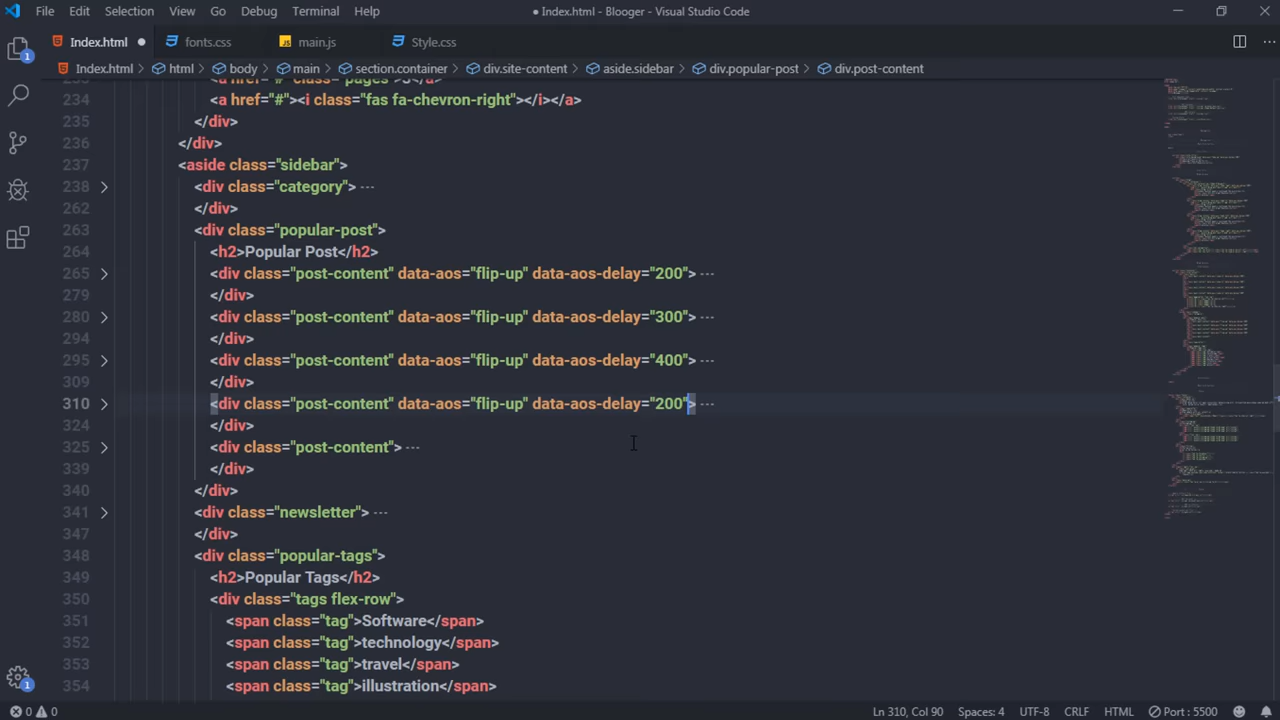 File Edit Selection View Go Debug Terminal Help ● Index.html - Blooger - Visual Studio Code
Index.html ● fonts.css main.js Style.css
Index.html html body main section.container div.site-content aside.sidebar div.popular-post div.post-content
<a href="#" class="pages">3</a>
234 <a href="#"><i class="fas fa-chevron-right"></i></a>
235 </div>
236 </div>
237 <aside class="sidebar">
238 <div class="category"> ---
262 </div>
263 <div class="popular-post">
264 <h2>Popular Post</h2>
265 <div class="post-content" data-aos="flip-up" data-aos-delay="200"> ---
279 </div>
280 <div class="post-content" data-aos="flip-up" data-aos-delay="300"> ---
294 </div>
295 <div class="post-content" data-aos="flip-up" data-aos-delay="400"> ---
309 </div>
310 <div class="post-content" data-aos="flip-up" data-aos-delay="200"> ---
324 </div>
325 <div class="post-content"> ---
339 </div>
340 </div>
341 <div class="newsletter"> ---
347 </div>
348 <div class="popular-tags">
349 <h2>Popular Tags</h2>
350 <div class="tags flex-row">
351 <span class="tag">Software</span>
352 <span class="tag">technology</span>
353 <span class="tag">travel</span>
354 <span class="tag">illustration</span>
1
1
0 0 Ln 310, Col 90 Spaces: 4 UTF-8 CRLF HTML Port : 5500